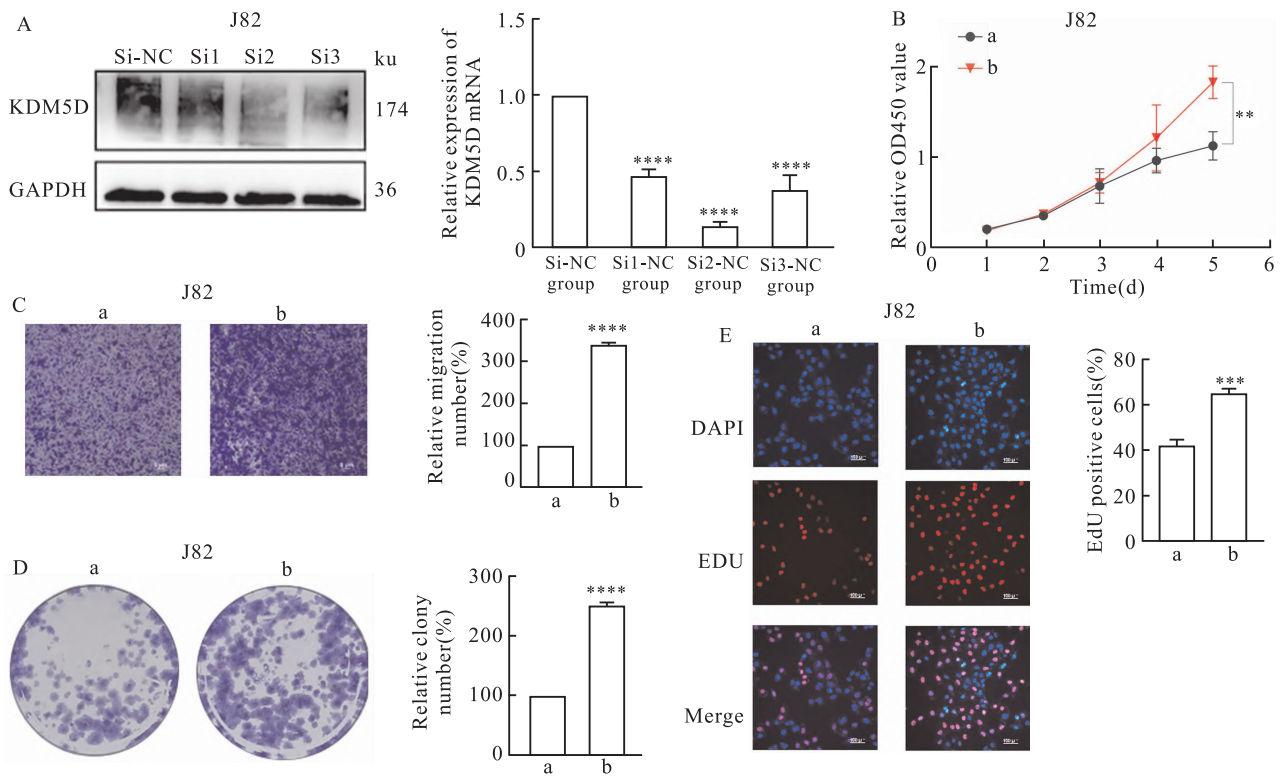 A
J82
Si-NC Si1 Si2 Si3 ku
KDM5D 174
GAPDH 36
Relative expression of
KDM5D mRNA
1.5
1.0
0.5
0
****
****
****
Si-NC
group
Si1-NC
group
Si2-NC
group
Si3-NC
group
B
J82
a
b
Relative OD450 value
2
1
0
**
0 1 2 3 4 5 6
Time(d)
C
J82
a b
Relative migration
number(%)
400
300
200
100
0
****
a b
D
J82
a b
Relative clony
number(%)
300
200
100
0
****
a b
E
J82
a b
DAPI
EDU
Merge
EdU positive cells(%)
80
60
40
20
0
***
a b